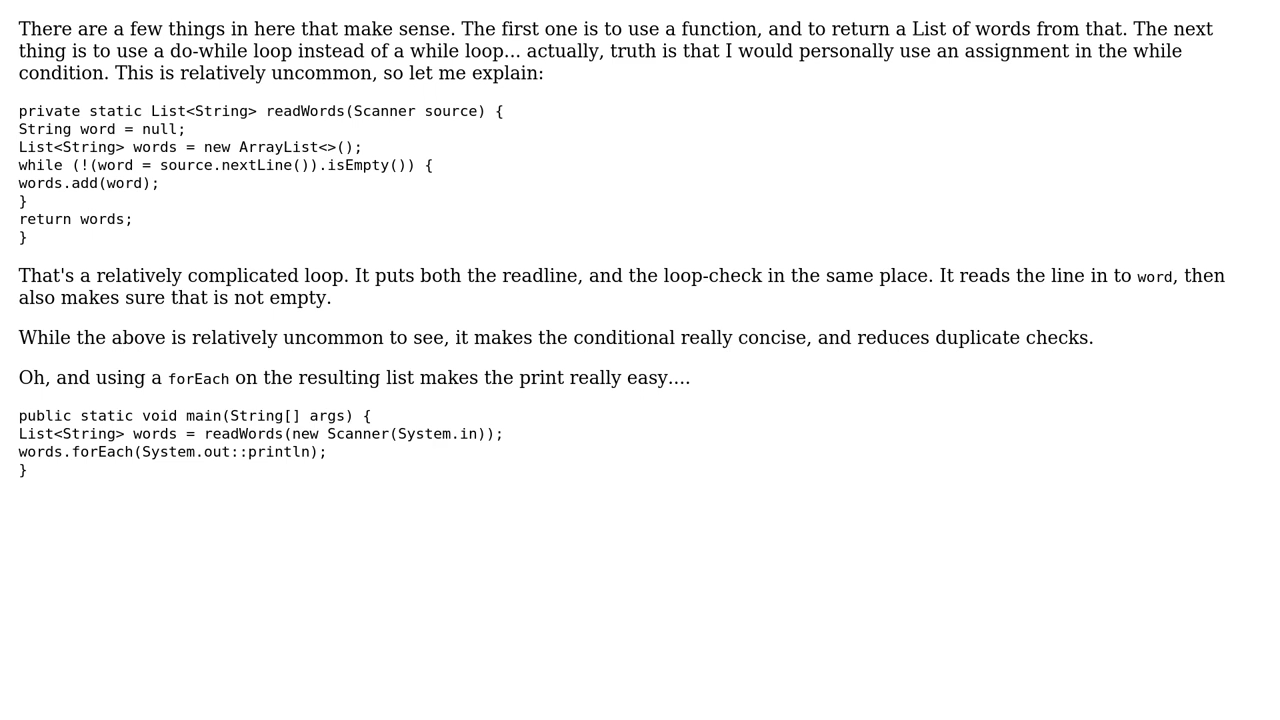 There are a few things in here that make sense. The first one is to use a function, and to return a List of words from that. The next
thing is to use a do-while loop instead of a while loop... actually, truth is that I would personally use an assignment in the while
condition. This is relatively uncommon, so let me explain:
private static List<String> readWords(Scanner source) {
String word = null;
List<String> words = new ArrayList<>();
while (!(word = source.nextLine()).isEmpty()) {
words.add(word);
}
return words;
}
That's a relatively complicated loop. It puts both the readline, and the loop-check in the same place. It reads the line in to word, then
also makes sure that is not empty.
While the above is relatively uncommon to see, it makes the conditional really concise, and reduces duplicate checks.
Oh, and using a forEach on the resulting list makes the print really easy....
public static void main(String[] args) {
List<String> words = readWords(new Scanner(System.in));
words.forEach(System.out::println);
}